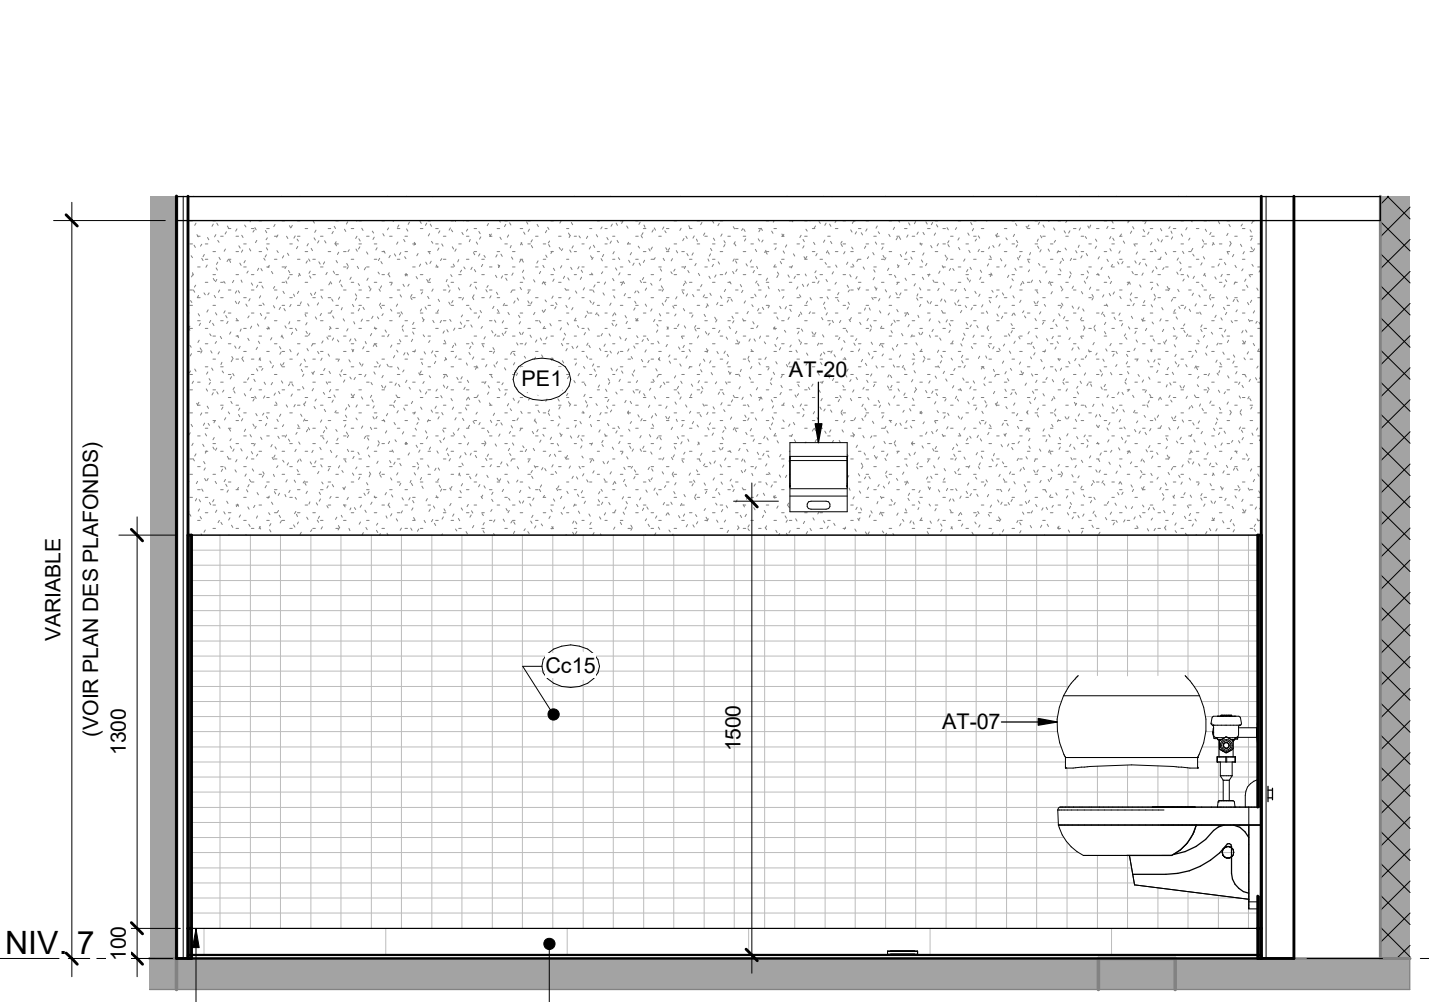 PE1
AT-20
VARIABLE
(VOIR PLAN DES PLAFONDS)
1300
Cc15
1500
AT-07
NIV. 7
100